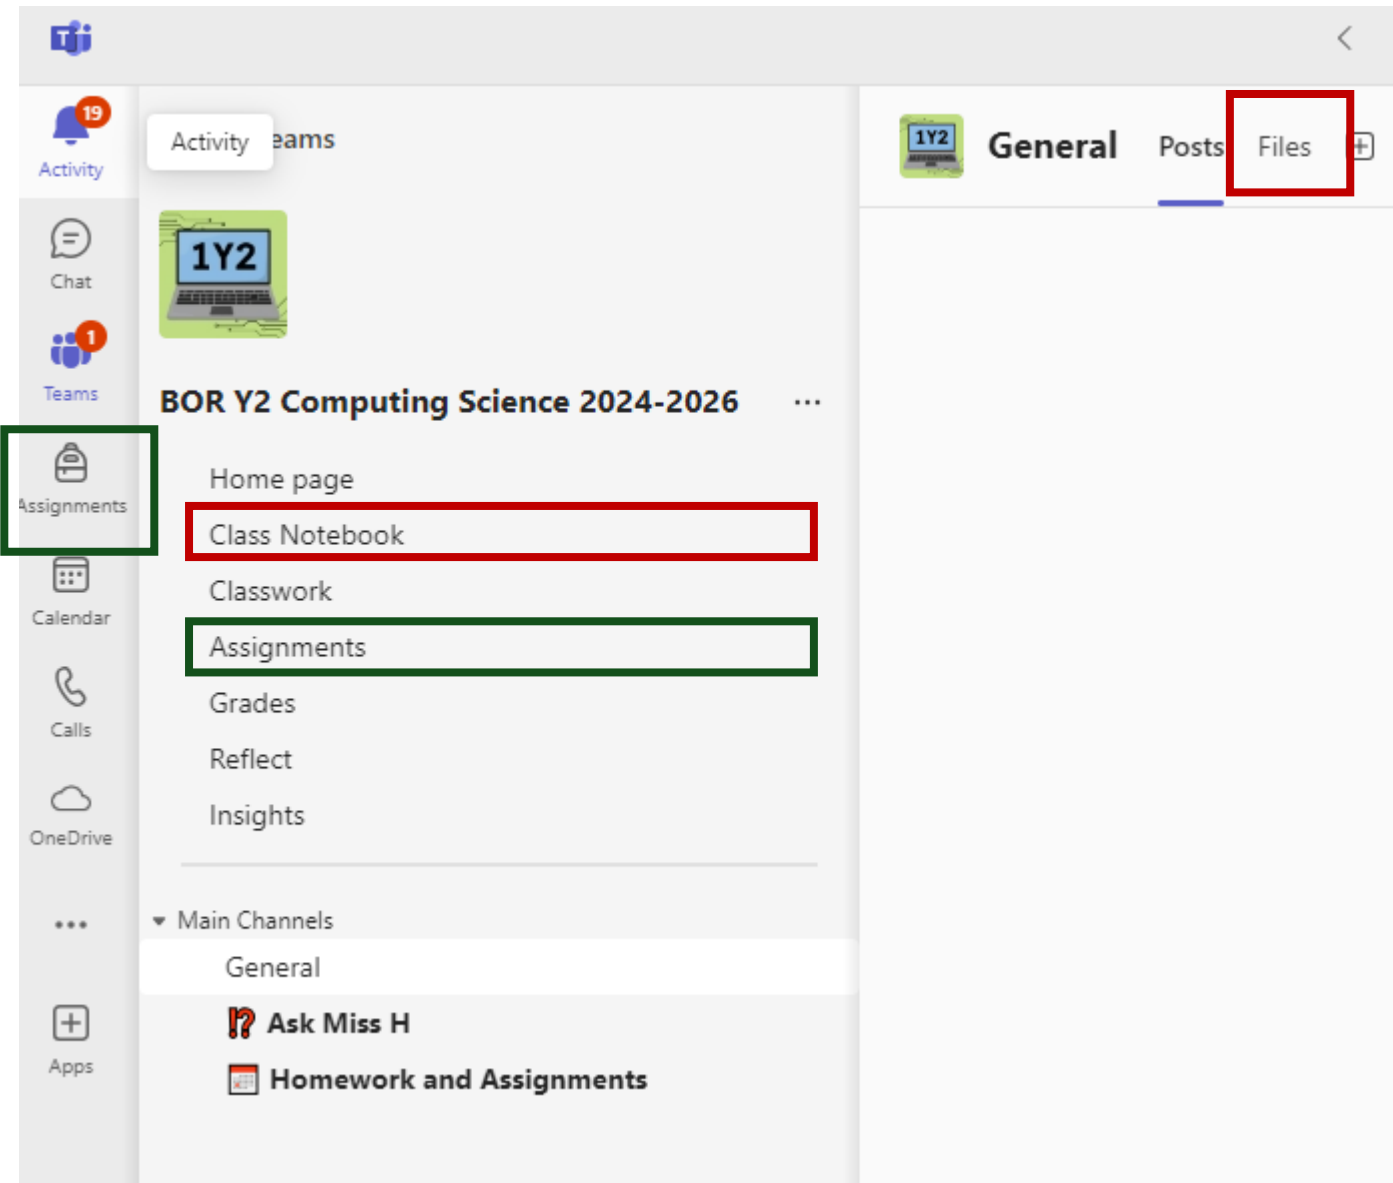 19
Activity
Chat
1
Teams
Assignments
Calendar
Calls
OneDrive
Apps
Activity
eams
1Y2
BOR Y2 Computing Science 2024-2026
Home page
Class Notebook
Classwork
Assignments
Grades
Reflect
Insights
Main Channels
General
⁉ Ask Miss H
Homework and Assignments
1Y2
General Posts Files